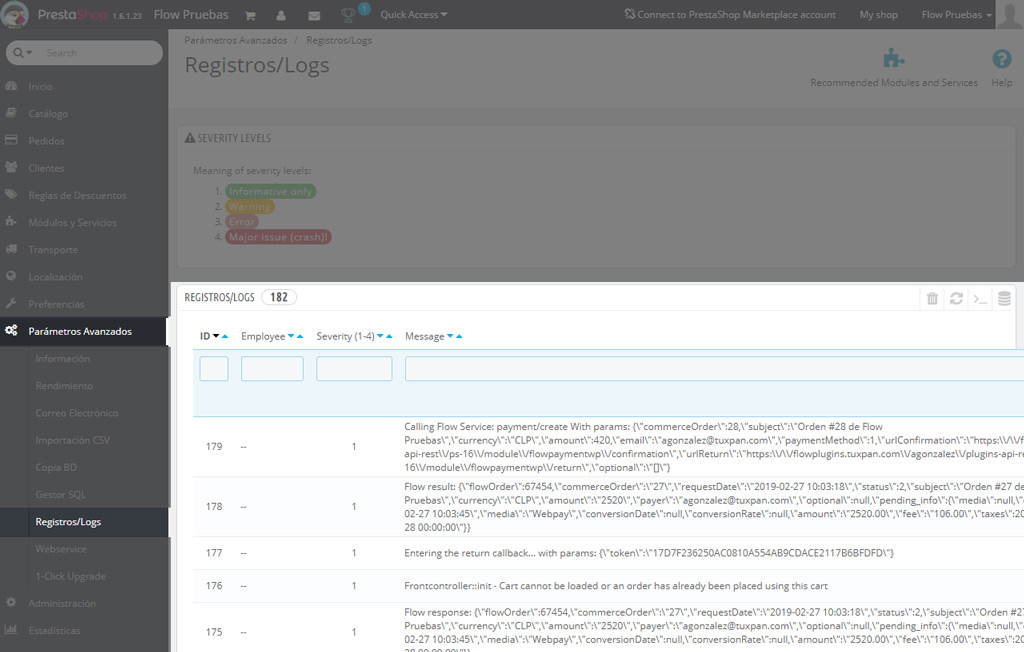 PrestaShop 1.6.1.23 Flow Pruebas 1 Quick Access Connect to PrestaShop Marketplace account My shop Flow Pruebas
Search
Inicio
Catálogo
Pedidos
Clientes
Reglas de Descuentos
Módulos y Servicios
Transporte
Localización
Preferencias
Parámetros Avanzados
Información
Rendimiento
Correo Electrónico
Importación CSV
Copia BD
Gestor SQL
Registros/Logs
Webservice
1-Click Upgrade
Administración
Estadísticas
Parámetros Avanzados / Registros/Logs
Registros/Logs
Recommended Modules and Services
? Help
SEVERITY LEVELS
Meaning of severity levels:
1. Informative only
2. Warning
3. Error
4. Major issue (crash)!
REGISTROS/LOGS 182
ID Employee Severity (1-4) Message
179 -- 1 Calling Flow Service: payment/create With params: {\"commerceOrder\":28,\"subject\":\"Orden #28 de Flow
Pruebas\",\"currency\":\"CLP\",\"amount\":420,\"email\":\"agonzalez@tuxpan.com\",\"paymentMethod\":1,\"urlConfirmation\":\"https:\\/\\/f
api-rest\\/ps-16\\/module\\/flowpaymentwp\\/confirmation\",\"urlReturn\":\"https:\\/\\/flowplugins.tuxpan.com\\/agonzalez\\/plugins-api-re
16\\/module\\/flowpaymentwp\\/return\",\"optional\":\"[]\"}
178 -- 1 Flow result: {\"flowOrder\":67454,\"commerceOrder\":\"27\",\"requestDate\":\"2019-02-27 10:03:18\",\"status\":2,\"subject\":\"Orden #27 de
Pruebas\",\"currency\":\"CLP\",\"amount\":\"2520\",\"payer\":\"agonzalez@tuxpan.com\",\"optional\":null,\"pending_info\":{\"media\":null,\
02-27 10:03:45\",\"media\":\"Webpay\",\"conversionDate\":null,\"conversionRate\":null,\"amount\":\"2520.00\",\"fee\":\"106.00\",\"taxes\":20
28 00:00:00\"}}
177 -- 1 Entering the return callback... with params: {\"token\":\"17D7F236250AC0810A554AB9CDACE2117B6BFDFD\"}
176 -- 1 Frontcontroller::init - Cart cannot be loaded or an order has already been placed using this cart
175 -- 1 Flow response: {\"flowOrder\":67454,\"commerceOrder\":\"27\",\"requestDate\":\"2019-02-27 10:03:18\",\"status\":2,\"subject\":\"Orden #27
Pruebas\",\"currency\":\"CLP\",\"amount\":\"2520\",\"payer\":\"agonzalez@tuxpan.com\",\"optional\":null,\"pending_info\":{\"media\":null,\
02-27 10:03:45\",\"media\":\"Webpay\",\"conversionDate\":null,\"conversionRate\":null,\"amount\":\"2520.00\",\"fee\":\"106.00\",\"taxes\":20
28 00:00:00\"}}